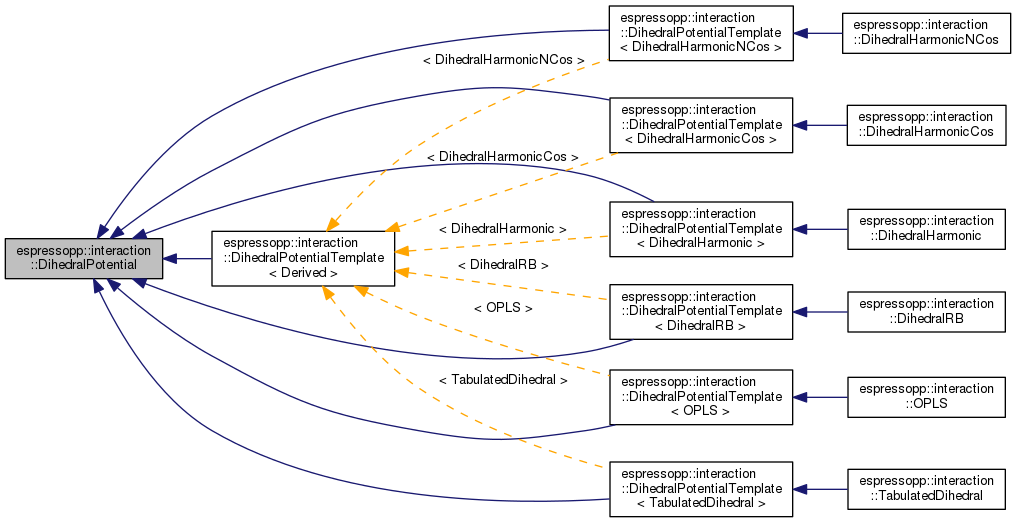 espressopp::interaction
::DihedralPotential
espressopp::interaction
::DihedralPotentialTemplate
< Derived >
< DihedralHarmonicNCos >
< DihedralHarmonicCos >
< DihedralHarmonic >
< DihedralRB >
< OPLS >
< TabulatedDihedral >
espressopp::interaction
::DihedralPotentialTemplate
< DihedralHarmonicNCos >
espressopp::interaction
::DihedralHarmonicNCos
espressopp::interaction
::DihedralPotentialTemplate
< DihedralHarmonicCos >
espressopp::interaction
::DihedralHarmonicCos
espressopp::interaction
::DihedralPotentialTemplate
< DihedralHarmonic >
espressopp::interaction
::DihedralHarmonic
espressopp::interaction
::DihedralPotentialTemplate
< DihedralRB >
espressopp::interaction
::DihedralRB
espressopp::interaction
::DihedralPotentialTemplate
< OPLS >
espressopp::interaction
::OPLS
espressopp::interaction
::DihedralPotentialTemplate
< TabulatedDihedral >
espressopp::interaction
::TabulatedDihedral